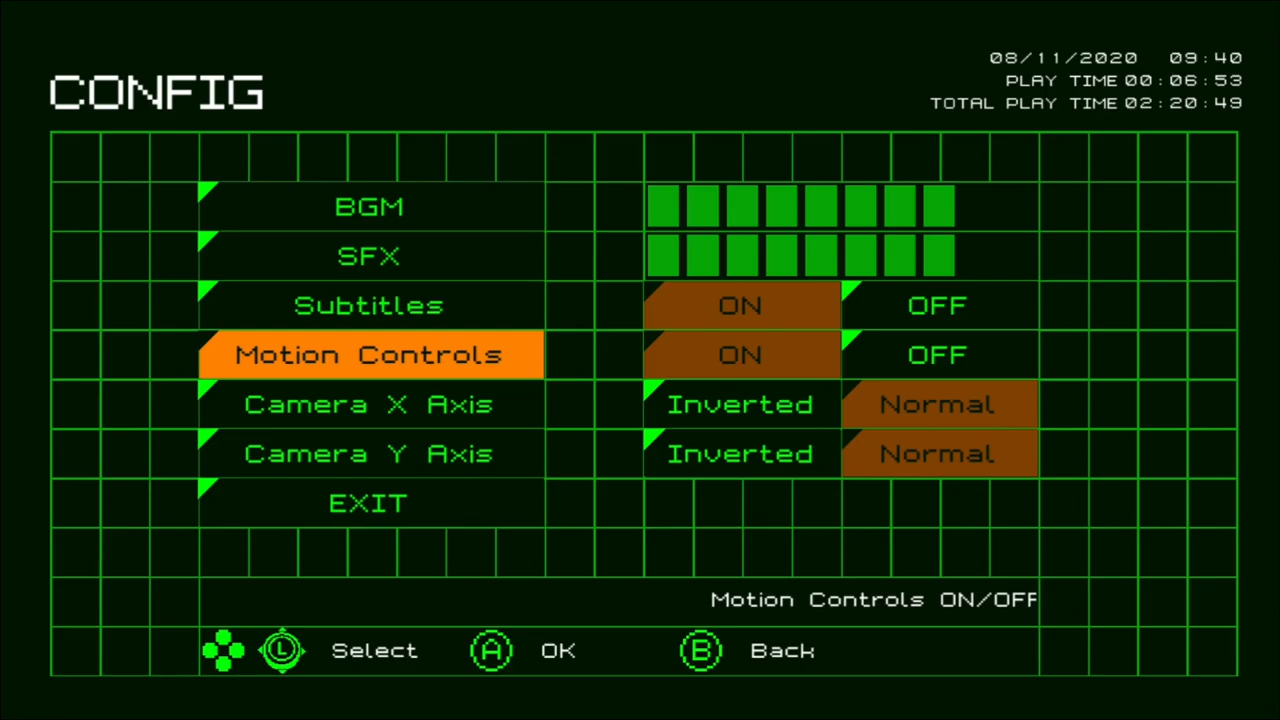 CONFIG
08/11/2020 09:40
PLAY TIME 00:06:53
TOTAL PLAY TIME 02:20:49
BGM
SFX
Subtitles ON OFF
Motion Controls ON OFF
Camera X Axis Inverted Normal
Camera Y Axis Inverted Normal
EXIT
Motion Controls ON/OFF
L Select A OK B Back